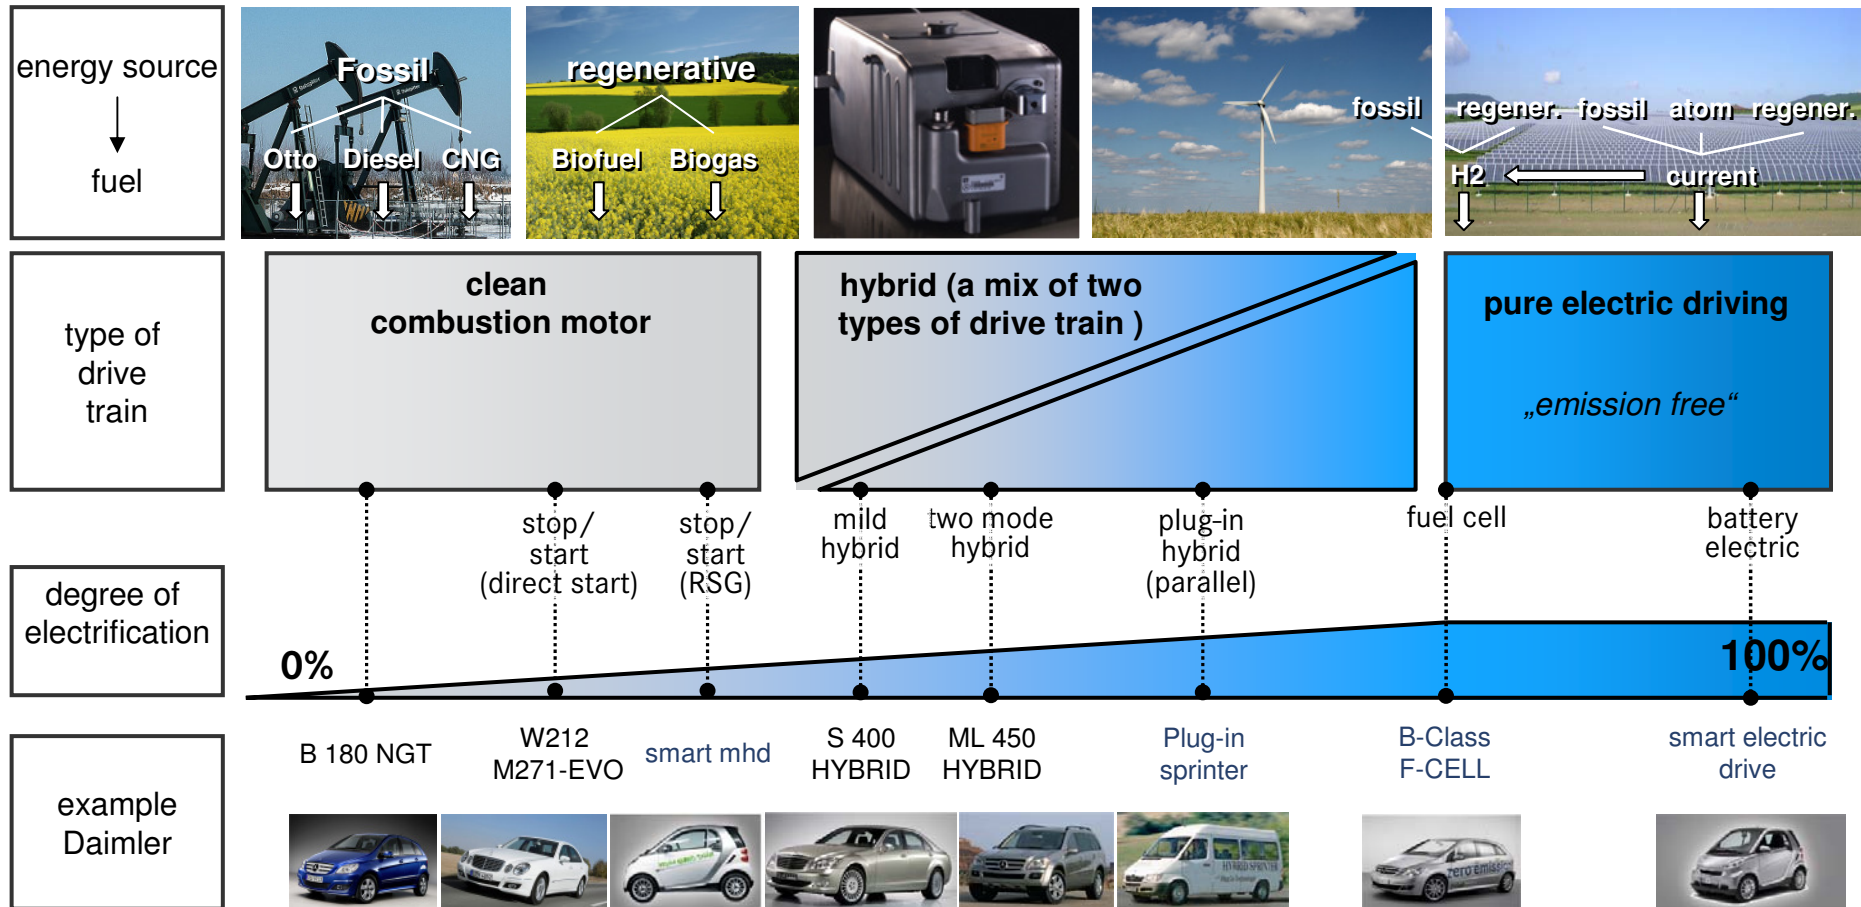 energy source
fuel
Fossil
Otto Diesel CNG
regenerative
Biofuel Biogas
fossil regener. fossil atom regener.
H2 current
type of
drive
train
clean
combustion motor
hybrid (a mix of two
types of drive train )
pure electric driving
„emission free“
stop/
start
(direct start)
stop/
start
(RSG)
mild
hybrid
two mode
hybrid
plug-in
hybrid
(parallel)
fuel cell
battery
electric
degree of
electrification
0%
100%
example
Daimler
B 180 NGT
W212
M271-EVO
smart mhd
S 400
HYBRID
ML 450
HYBRID
Plug-in
sprinter
B-Class
F-CELL
smart electric
drive
HYBRID SPRINTER
zero emission